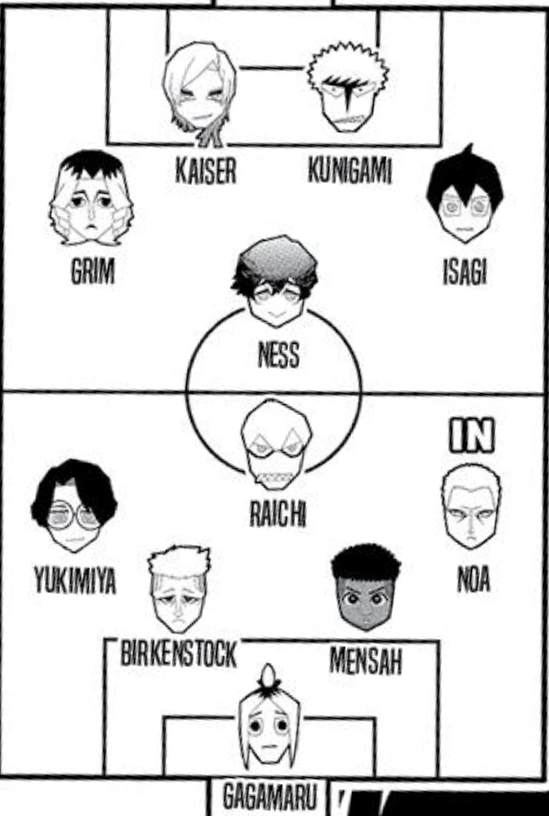 KAISER
KUNIGAMI
GRIM
ISAGI
NESS
IN
RAICHI
YUKIMIYA
NOA
BIRKENSTOCK
MENSAH
GAGAMARU